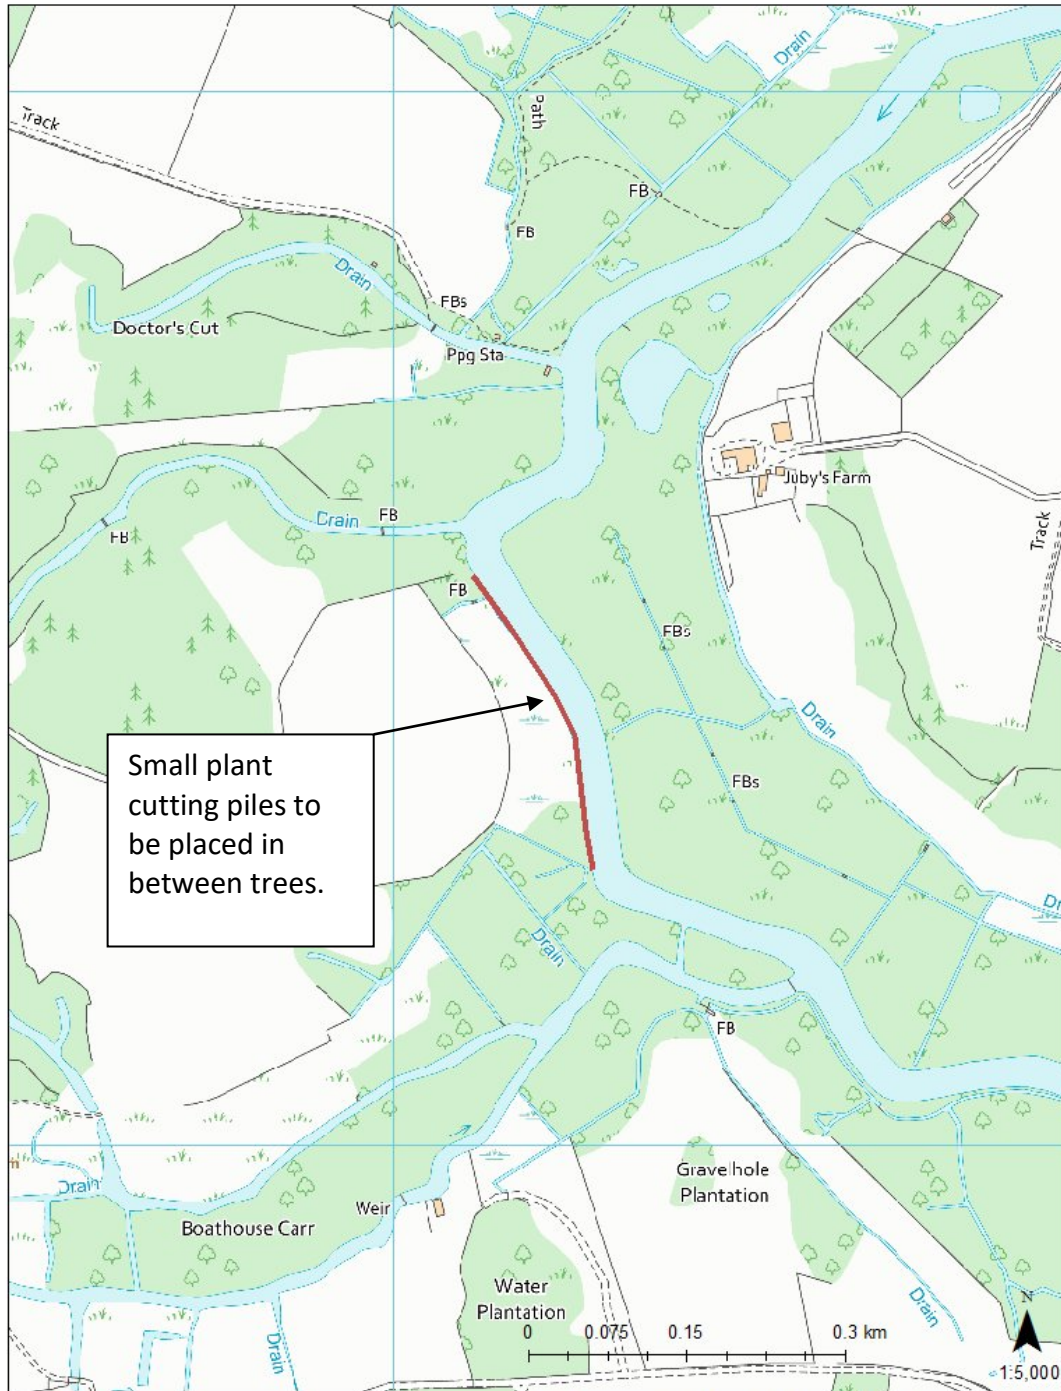 Drain
Track
Path
FB
FB
Drain
FBs
Doctor's Cut
Ppg Sta
Juby's Farm
Drain
FB
FB
Track
FB
FBs
Drain
Small plant
cutting piles to
be placed in
between trees.
FBs
Dr
Drain
FB
Gravelhole
Plantation
Drain
Weir
Boathouse Carr
Water
Plantation
Drain
Drain
N
0 0.075 0.15 0.3 km
1:5,000